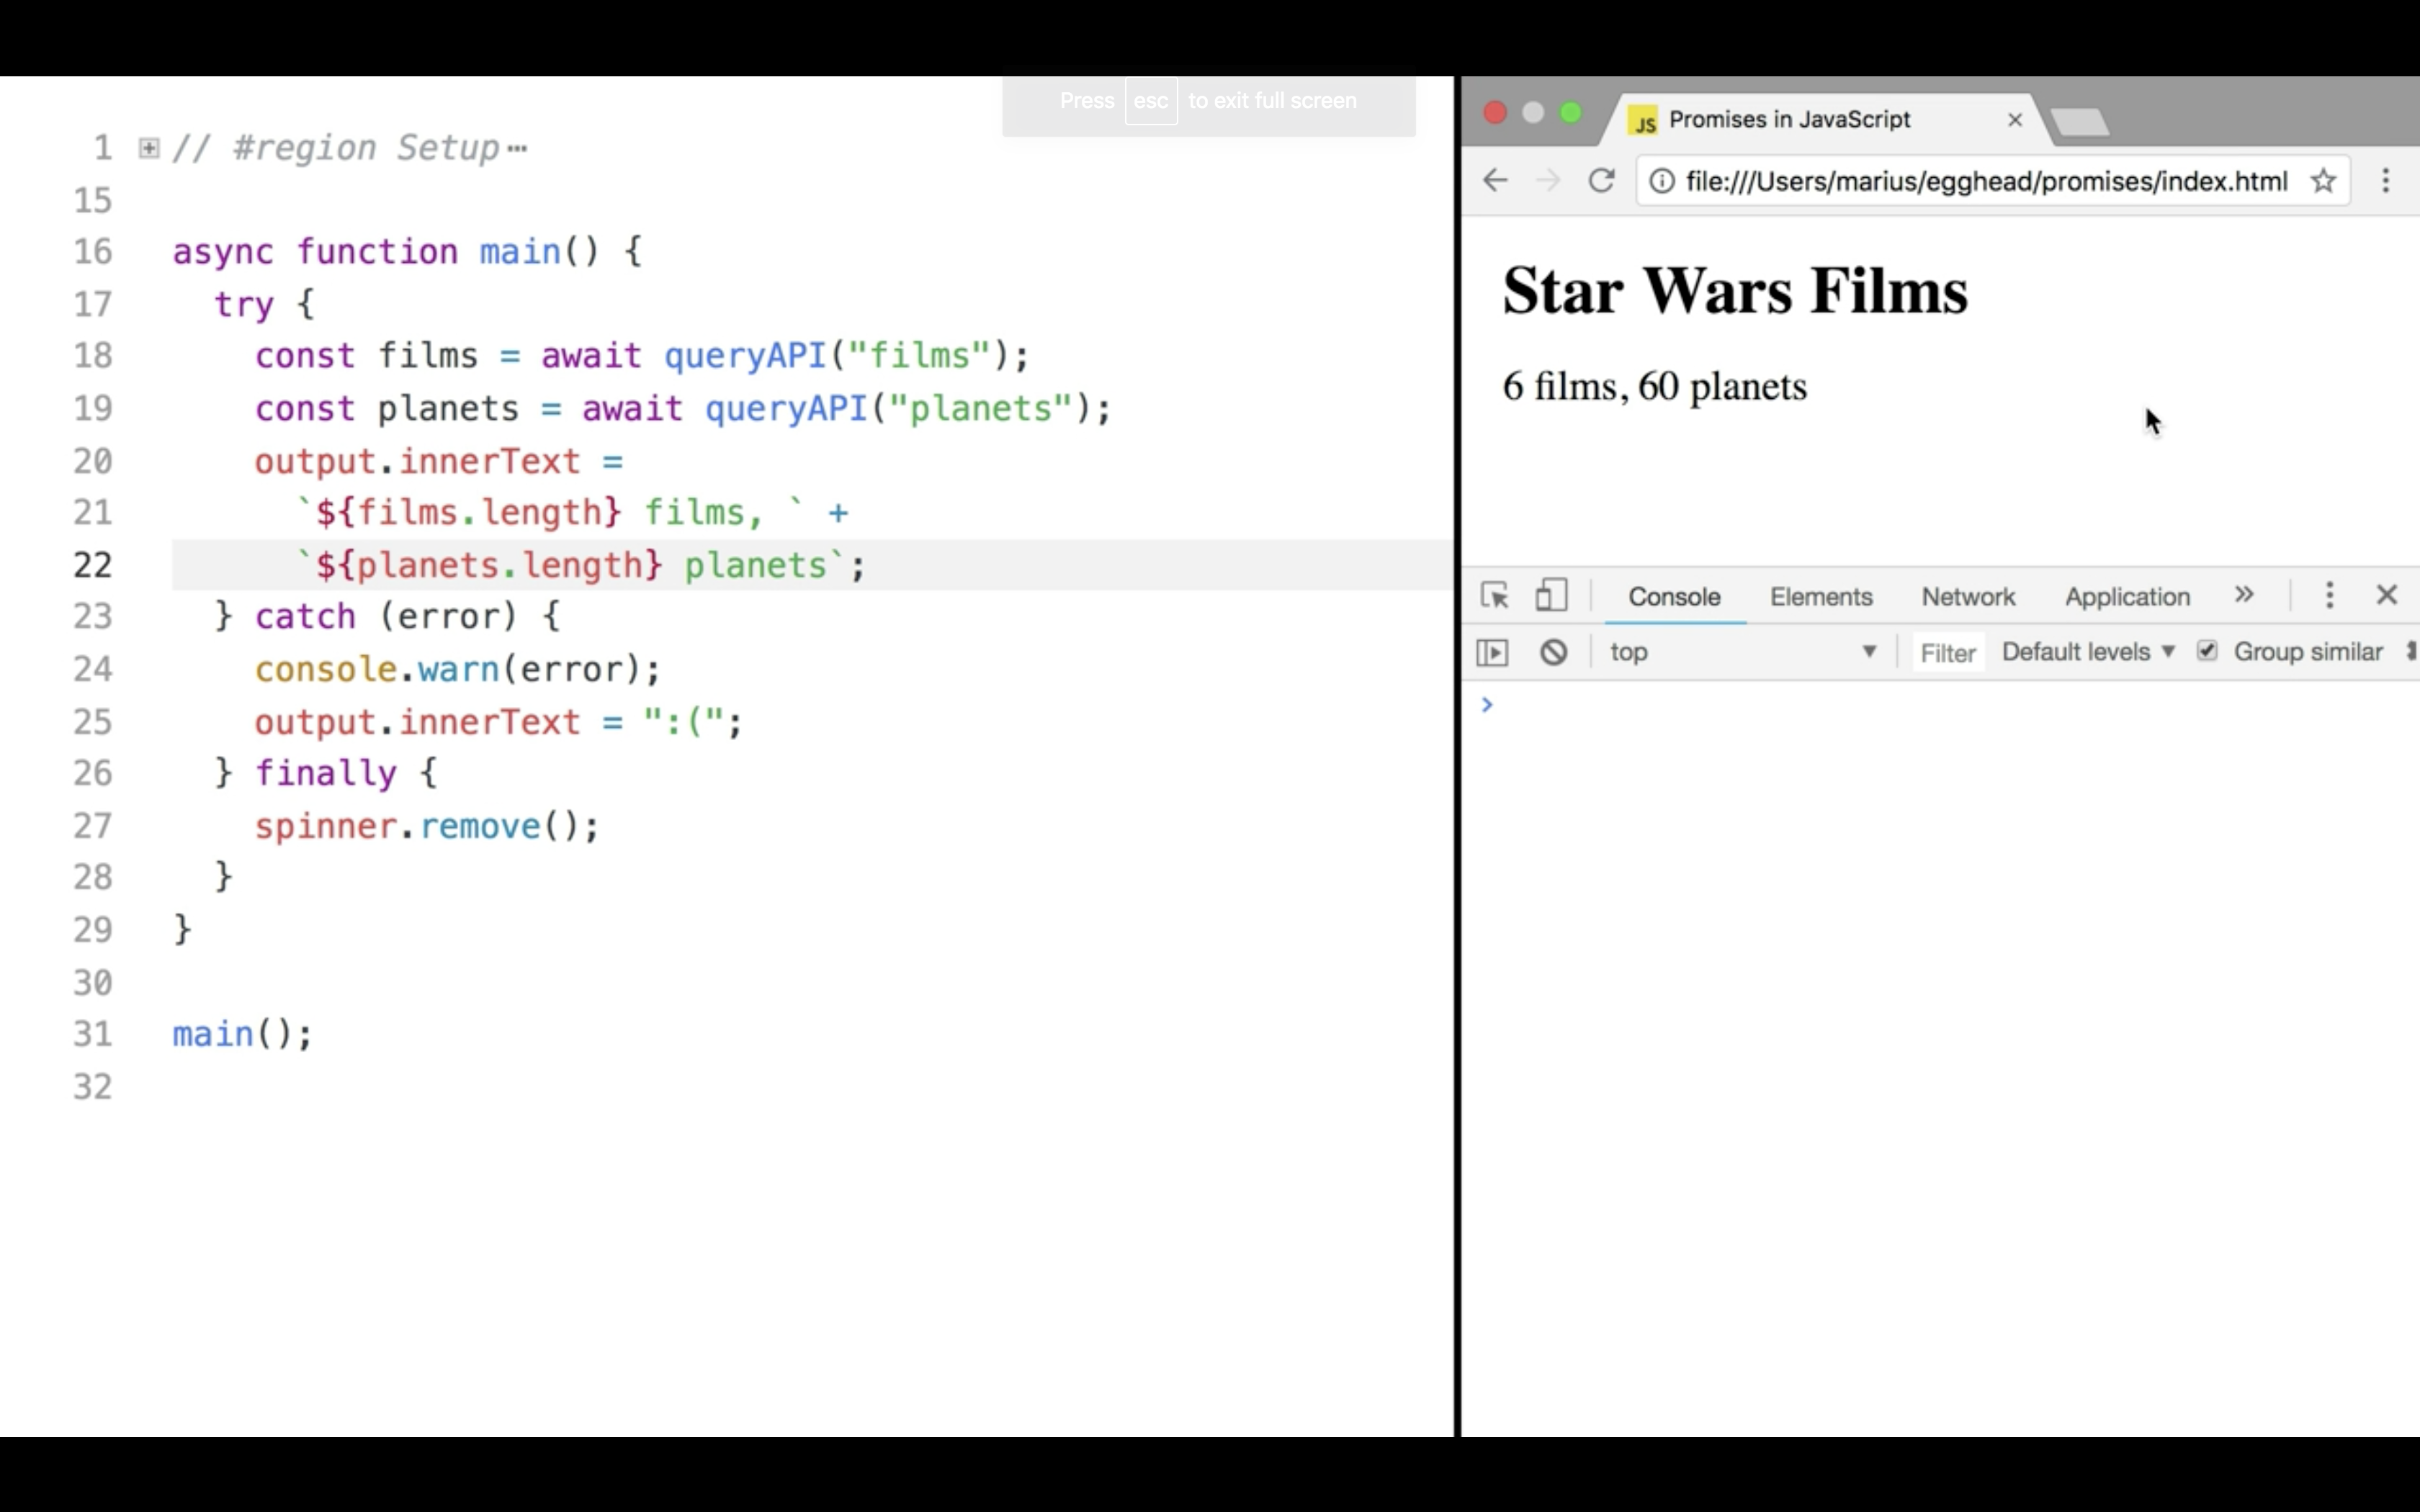 Press esc to exit full screen
1 // #region Setup⋯
15
16 async function main() {
17   try {
18     const films = await queryAPI("films");
19     const planets = await queryAPI("planets");
20     output.innerText =
21       `${films.length} films, ` +
22       `${planets.length} planets`;
23   } catch (error) {
24     console.warn(error);
25     output.innerText = ":(";
26   } finally {
27     spinner.remove();
28   }
29 }
30
31 main();
32
JS Promises in JavaScript
file:///Users/marius/egghead/promises/index.html
Star Wars Films
6 films, 60 planets
Console Elements Network Application »
top Filter Default levels Group similar